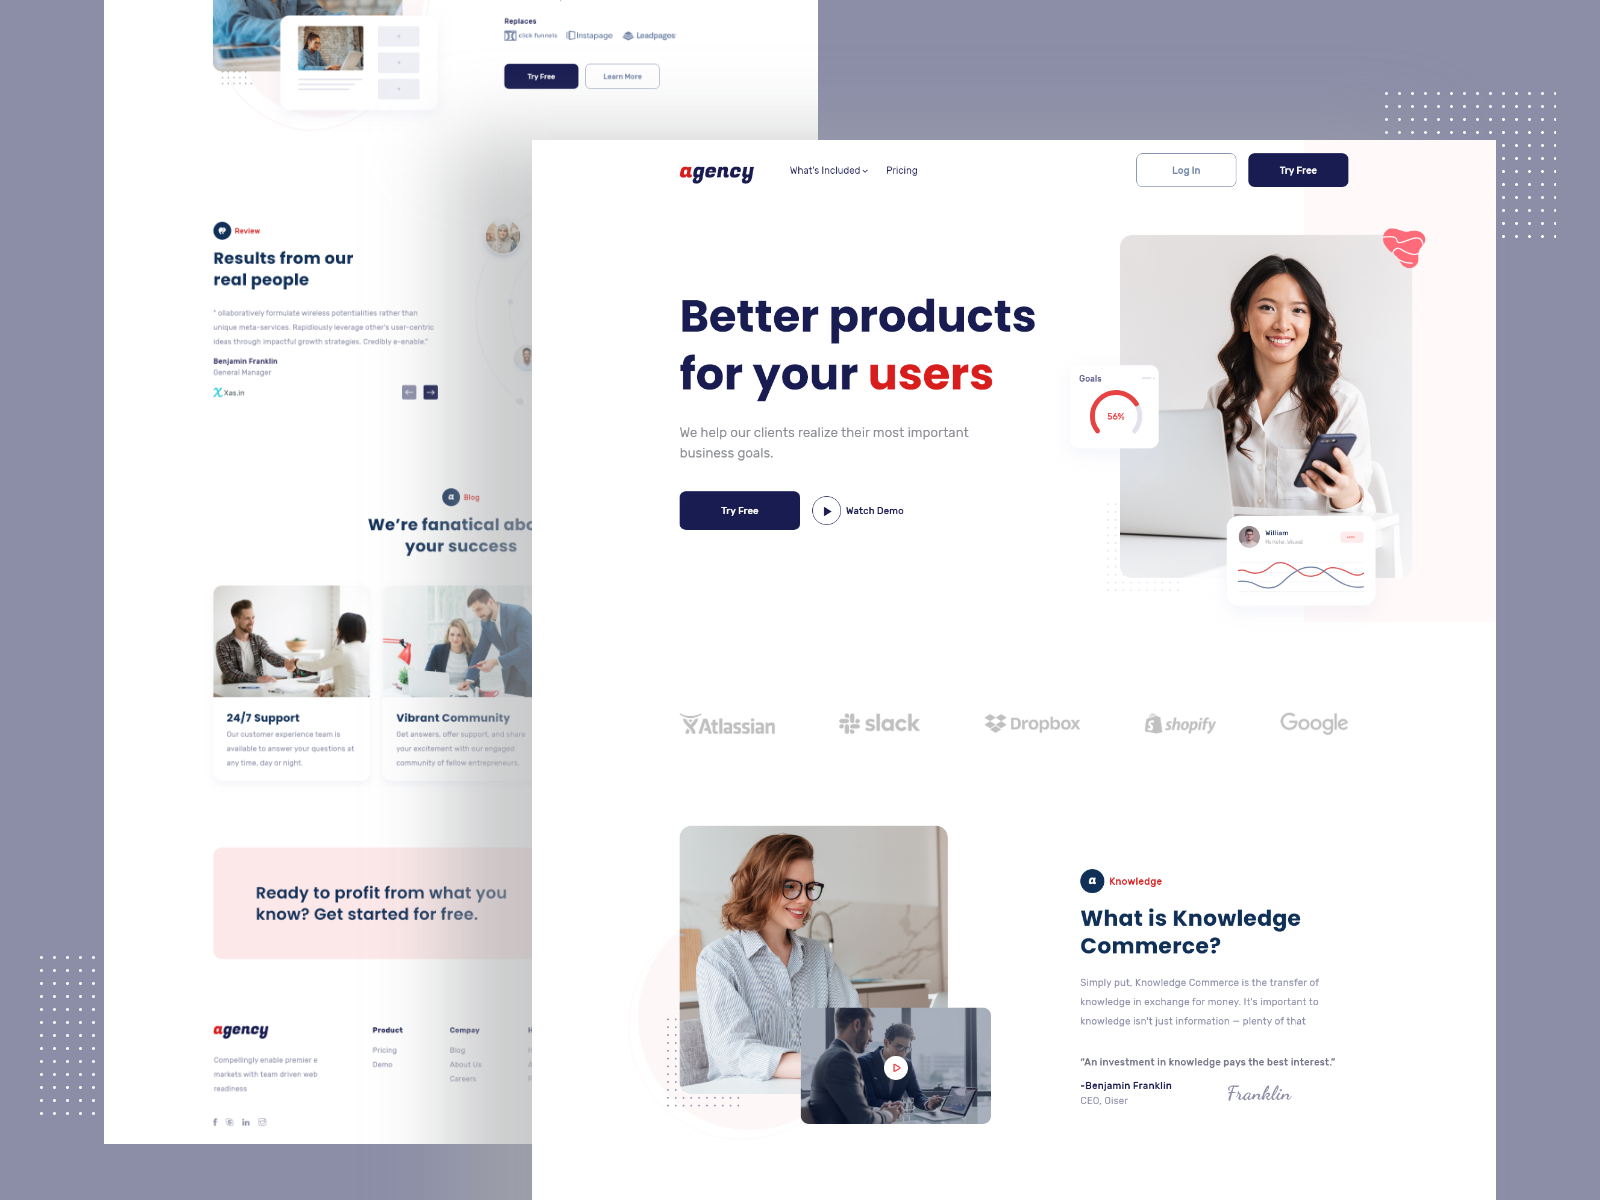 Replaces
click funnels
Instapage
Leadpages
Try Free
Learn More
Review
Results from our
real people
" ollaboratively formulate wireless potentialities rather than
unique meta-services. Rapidiously leverage other's user-centric
ideas through impactful growth strategies. Credibly e-enable."
Benjamin Franklin
General Manager
Xas.in
Blog
We're fanatical abo
your success
24/7 Support
Our customer experience team is
available to answer your questions at
any time, day or night.
Vibrant Community
Get answers, offer support, and share
your excitement with our engaged
community of fellow entrepreneurs.
Ready to profit from what you
know? Get started for free.
agency
Compellingly enable premier e
markets with team driven web
readiness
Product
Pricing
Demo
Compay
Blog
About Us
Careers
agency
What's Included
Pricing
Log In
Try Free
Better products
for your users
We help our clients realize their most important
business goals.
Try Free
Watch Demo
Goals
56%
William
Atlassian
slack
Dropbox
shopify
Google
Knowledge
What is Knowledge
Commerce?
Simply put, Knowledge Commerce is the transfer of
knowledge in exchange for money. It's important to
knowledge isn't just information — plenty of that
"An investment in knowledge pays the best interest."
-Benjamin Franklin
CEO, Oiser
Franklin